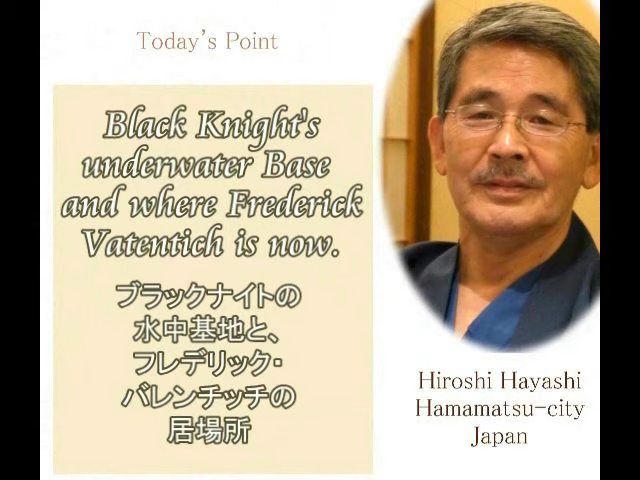 Today's Point
Black Knight's
underwater Base
and where Frederick
Vatentich is now.
ブラックナイトの
水中基地と、
フレデリック・
バレンチッチの
居場所
Hiroshi Hayashi
Hamamatsu-city
Japan